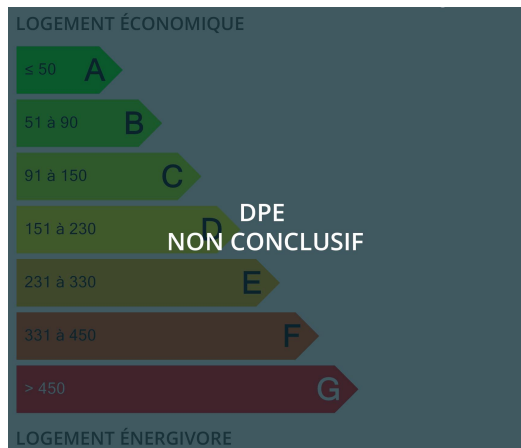 LOGEMENT ÉCONOMIQUE
≤ 50 A
51 à 90 B
91 à 150 C
151 à 230 D
DPE
NON CONCLUSIF
231 à 330 E
331 à 450 F
> 450 G
LOGEMENT ÉNERGIVORE